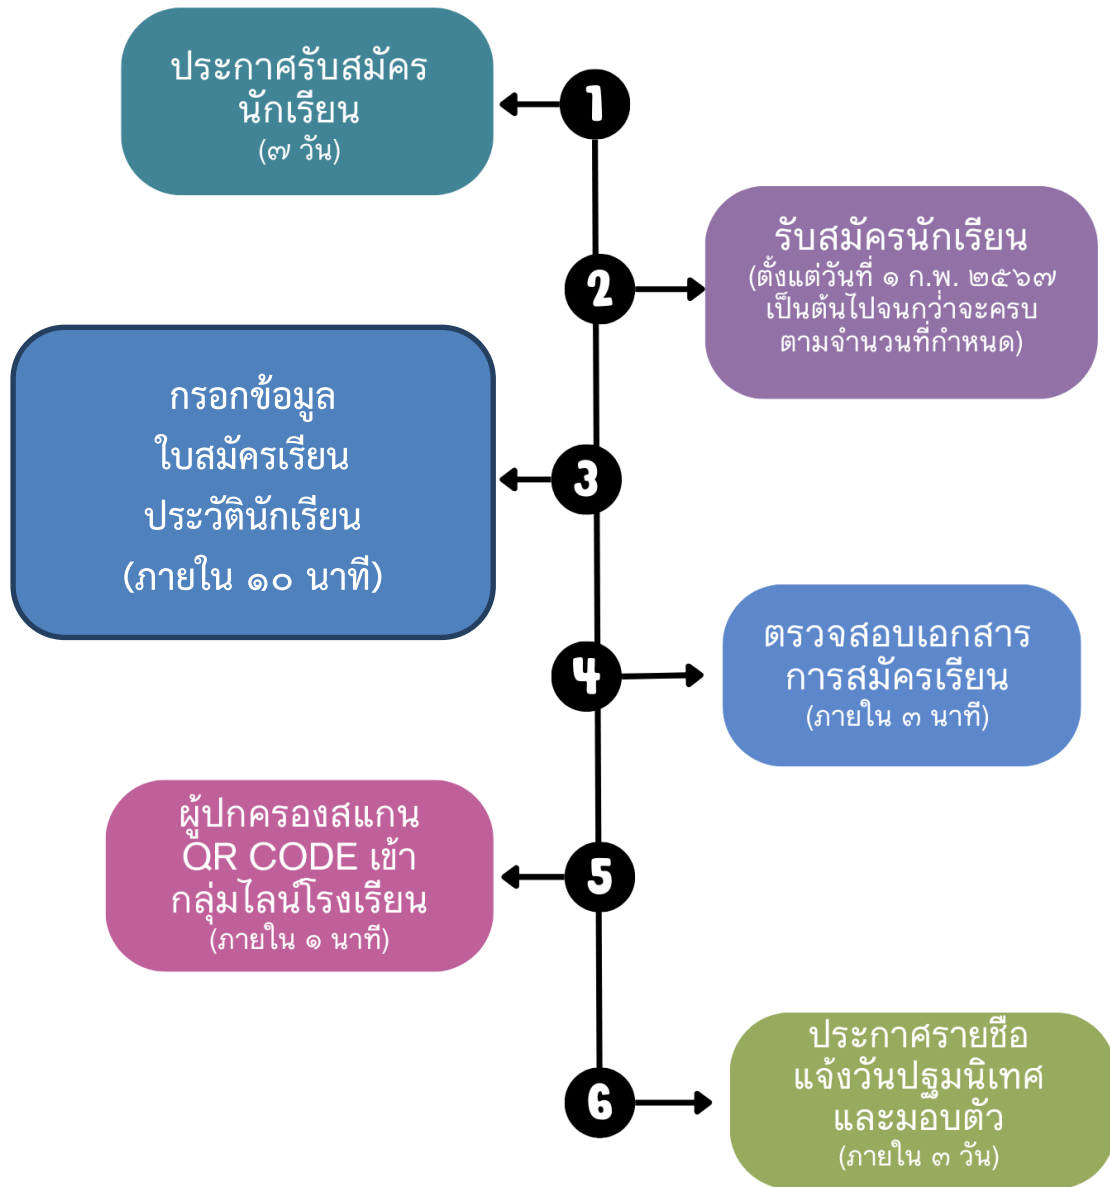 ประกาศรับสมัคร
นักเรียน
(๗ วัน)
1
รับสมัครนักเรียน
(ตั้งแต่วันที่ ๑ ก.พ. ๒๕๖๗
เป็นต้นไปจนกว่าจะครบ
ตามจำนวนที่กำหนด)
2
กรอกข้อมูล
ใบสมัครเรียน
ประวัตินักเรียน
(ภายใน ๑๐ นาที)
3
ตรวจสอบเอกสาร
การสมัครเรียน
(ภายใน ๓ นาที)
4
ผู้ปกครองสแกน
QR CODE เข้า
กลุ่มไลน์โรงเรียน
(ภายใน ๑ นาที)
5
ประกาศรายชื่อ
แจ้งวันปฐมนิเทศ
และมอบตัว
(ภายใน ๓ วัน)
6